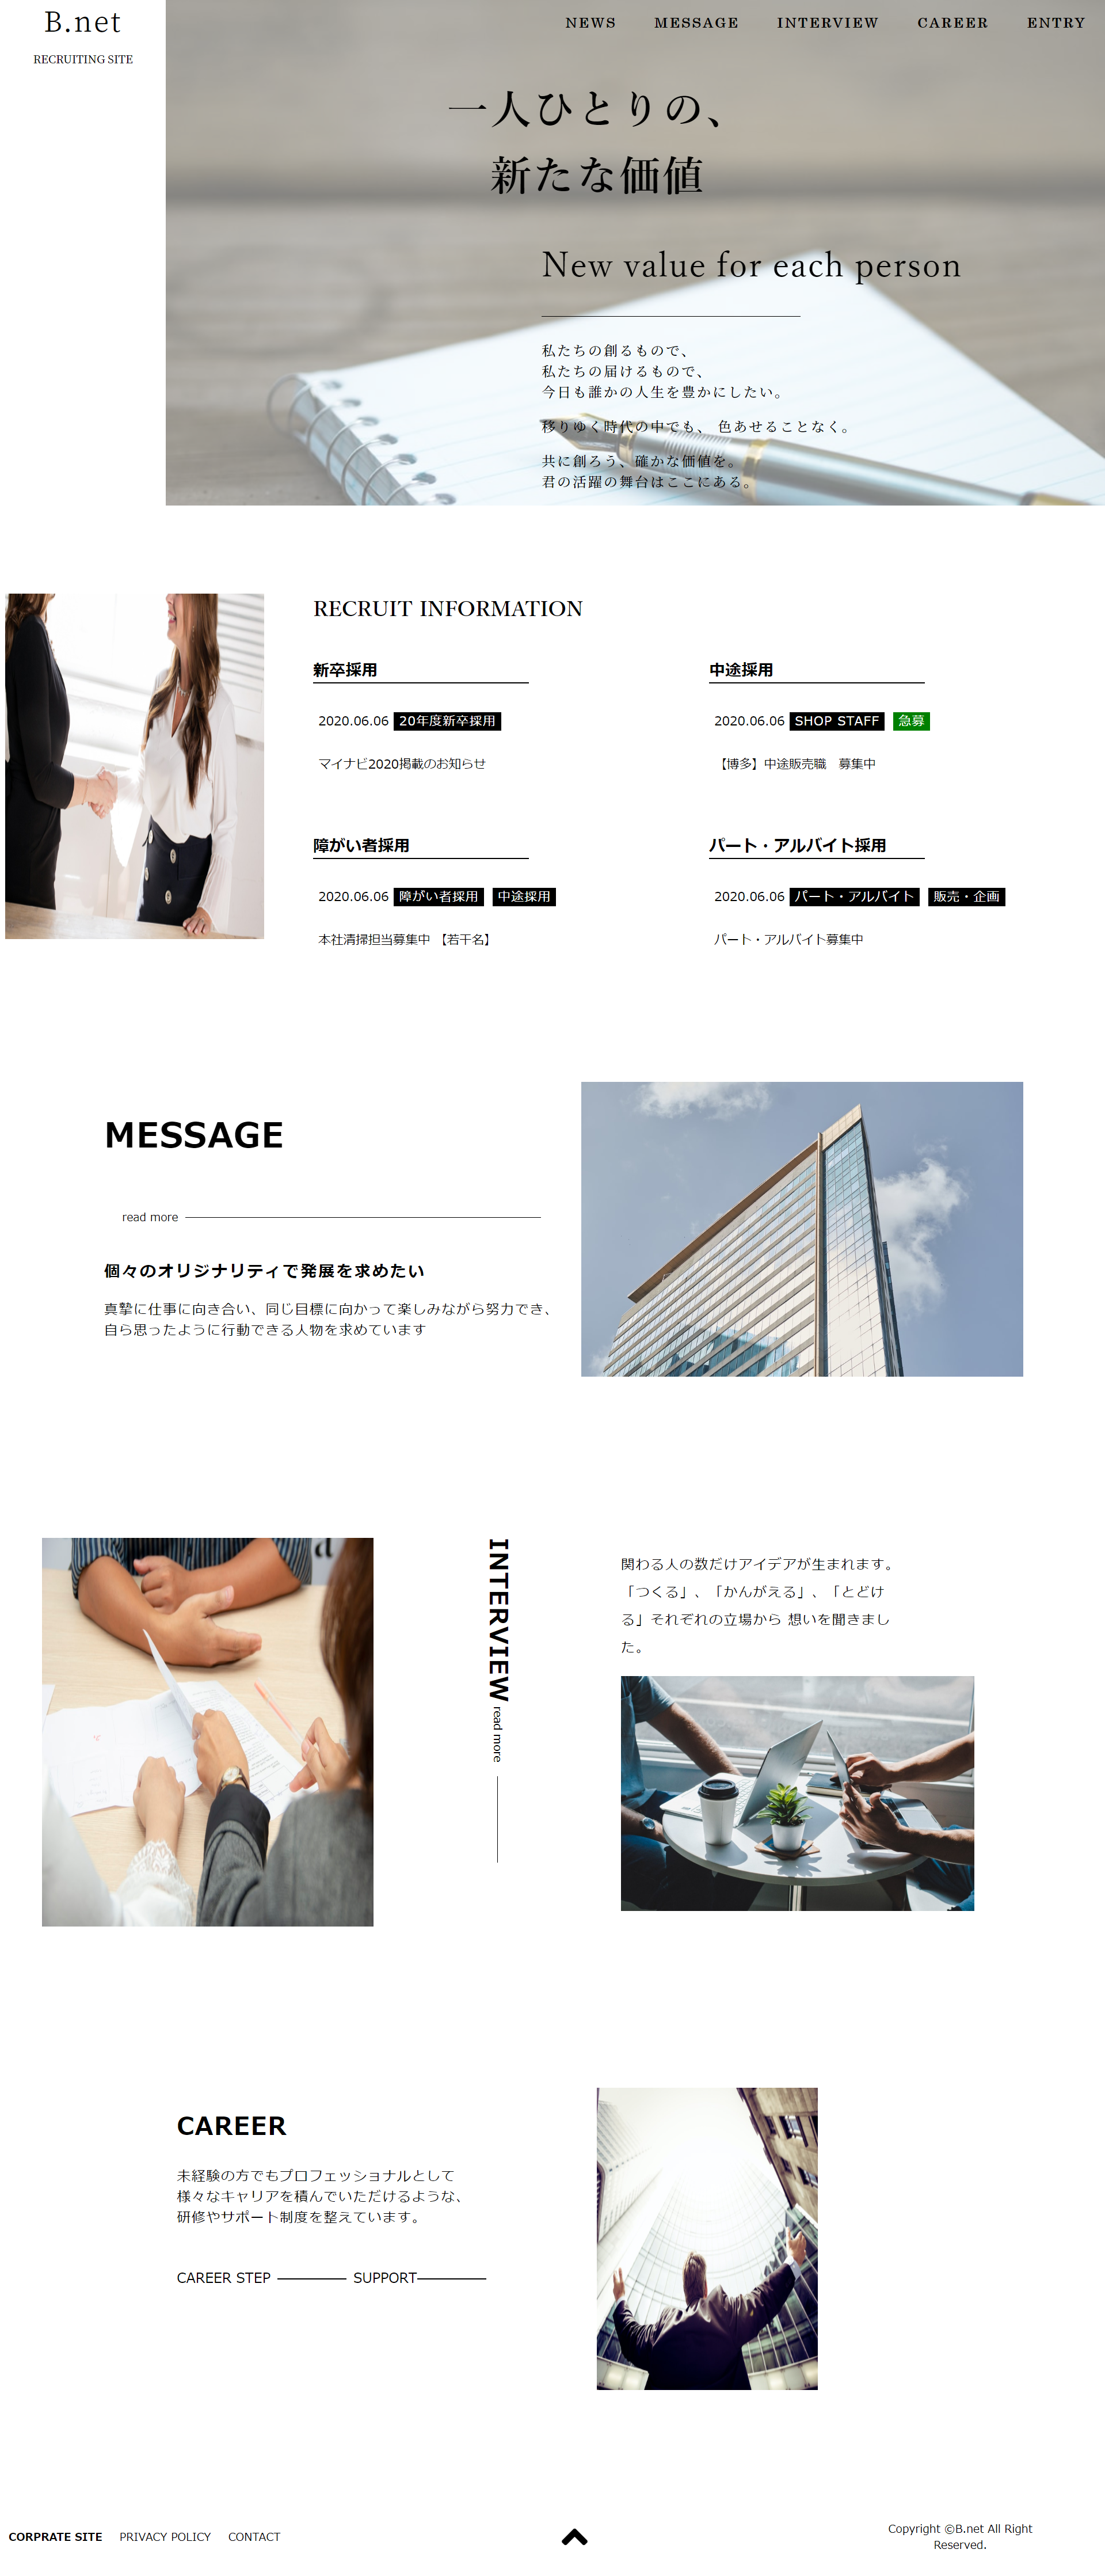 B.net
RECRUITING SITE
NEWS MESSAGE INTERVIEW CAREER ENTRY
一人ひとりの、
新たな価値
New value for each person
私たちの創るもので、
私たちの届けるもので、
今日も誰かの人生を豊かにしたい。
移りゆく時代の中でも、 色あせることなく。
共に創ろう、確かな価値を。
君の活躍の舞台はここにある。
RECRUIT INFORMATION
新卒採用
2020.06.06 20年度新卒採用
マイナビ2020掲載のお知らせ
中途採用
2020.06.06 SHOP STAFF 急募
【博多】中途販売職　募集中
障がい者採用
2020.06.06 障がい者採用 中途採用
本社清掃担当募集中 【若干名】
パート・アルバイト採用
2020.06.06 パート・アルバイト 販売・企画
パート・アルバイト募集中
MESSAGE
read more
個々のオリジナリティで発展を求めたい
真摯に仕事に向き合い、同じ目標に向かって楽しみながら努力でき、
自ら思ったように行動できる人物を求めています
INTERVIEW
read more
関わる人の数だけアイデアが生まれます。
「つくる」、「かんがえる」、「とどけ
る」それぞれの立場から 想いを聞きまし
た。
CAREER
未経験の方でもプロフェッショナルとして
様々なキャリアを積んでいただけるような、
研修やサポート制度を整えています。
CAREER STEP SUPPORT
CORPRATE SITE PRIVACY POLICY CONTACT
Copyright ©B.net All Right
Reserved.